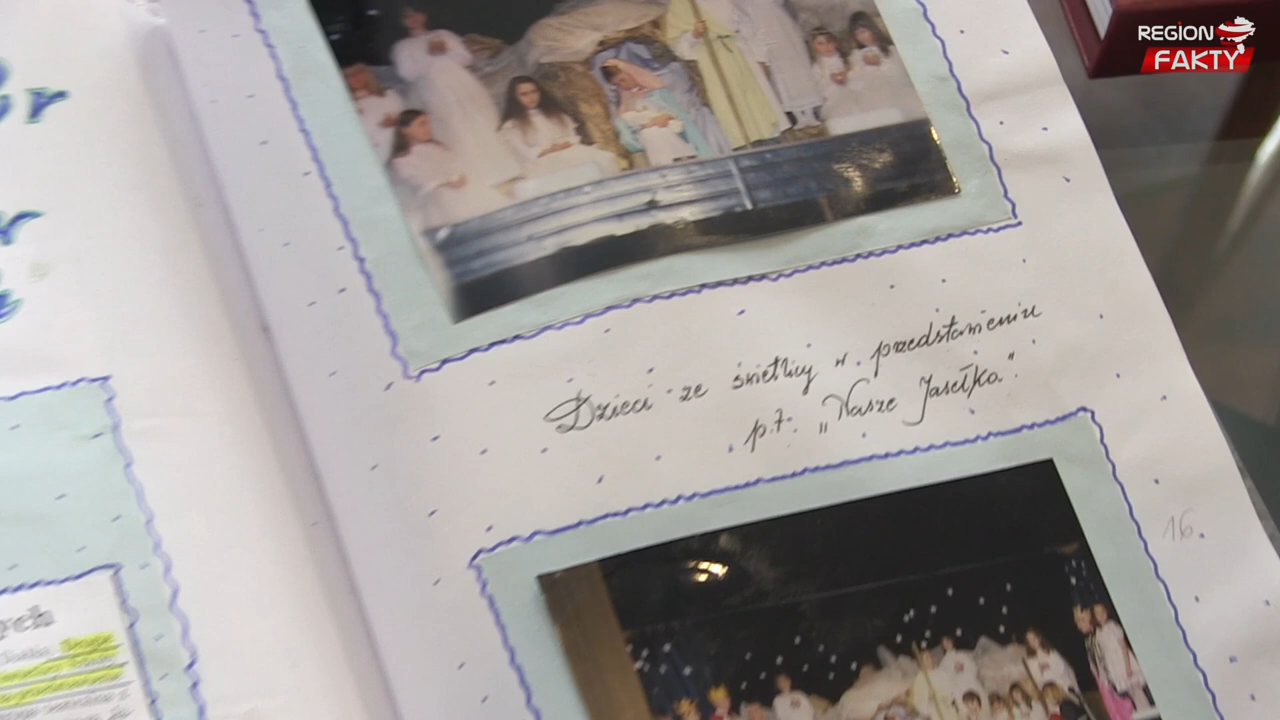 REGION
FAKTY
Dzieci ze świetlicy w przedstawieniu
p.t. „Nasze Jasełka".
16.